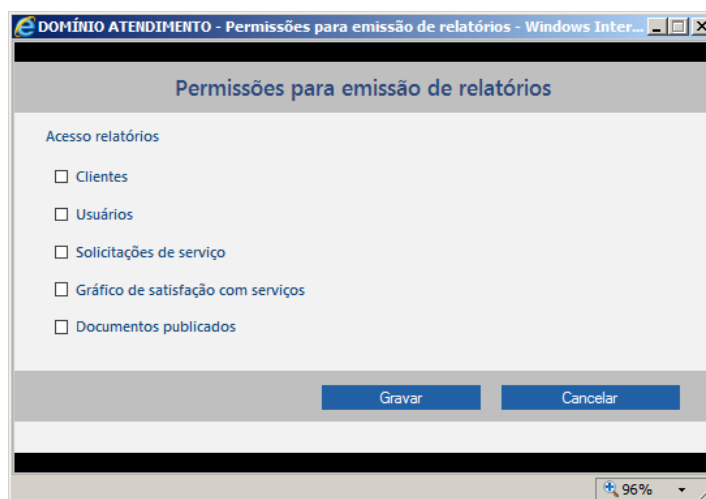 DOMÍNIO ATENDIMENTO - Permissões para emissão de relatórios - Windows Inter...
Permissões para emissão de relatórios
Acesso relatórios
Clientes
Usuários
Solicitações de serviço
Gráfico de satisfação com serviços
Documentos publicados
Gravar Cancelar
96%